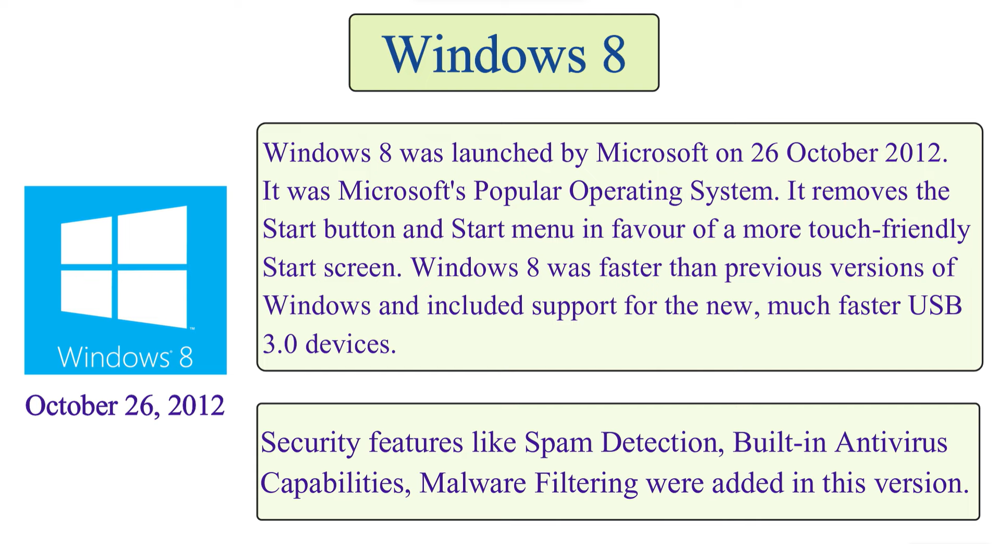 Windows 8
Windows 8 was launched by Microsoft on 26 October 2012.
It was Microsoft's Popular Operating System. It removes the
Start button and Start menu in favour of a more touch-friendly
Start screen. Windows 8 was faster than previous versions of
Windows and included support for the new, much faster USB
3.0 devices.
™
Windows® 8
October 26, 2012
Security features like Spam Detection, Built-in Antivirus
Capabilities, Malware Filtering were added in this version.